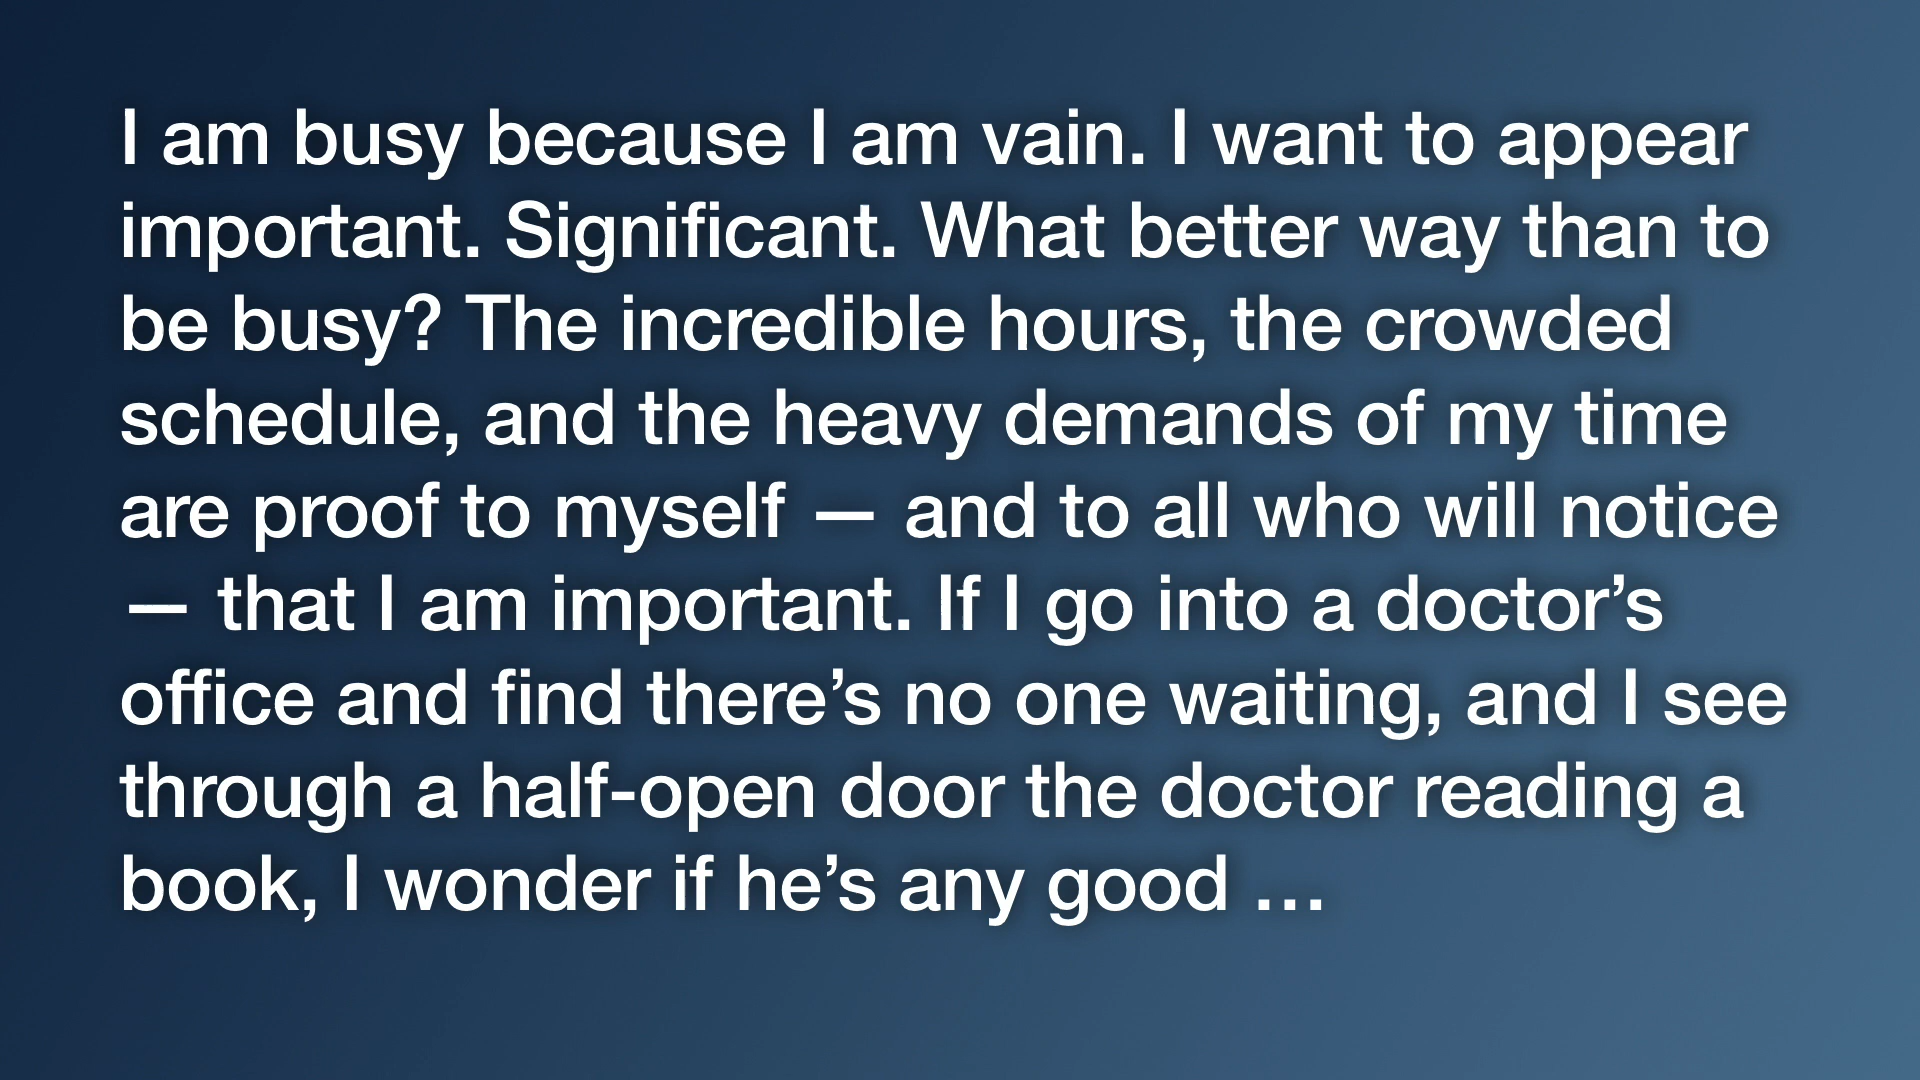 I am busy because I am vain. I want to appear
important. Significant. What better way than to
be busy? The incredible hours, the crowded
schedule, and the heavy demands of my time
are proof to myself — and to all who will notice
— that I am important. If I go into a doctor’s
office and find there’s no one waiting, and I see
through a half-open door the doctor reading a
book, I wonder if he’s any good …